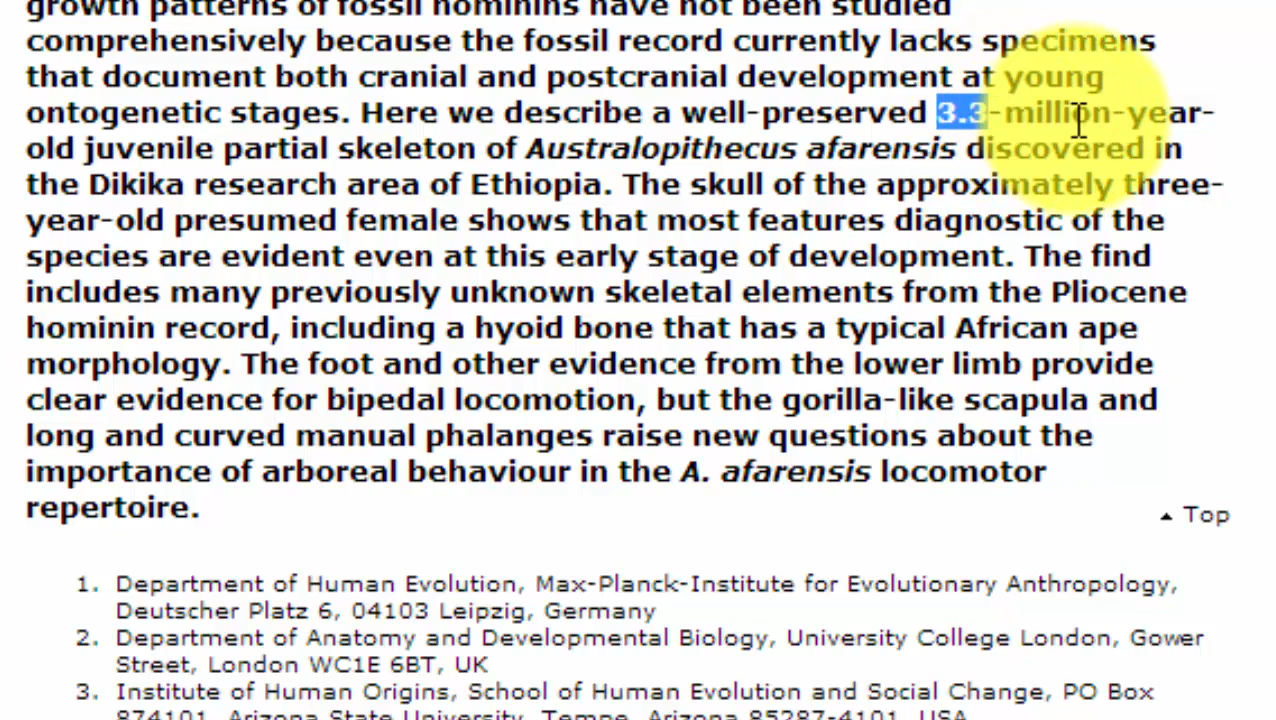 growth patterns of fossil hominins have not been studied
comprehensively because the fossil record currently lacks specimens
that document both cranial and postcranial development at young
ontogenetic stages. Here we describe a well-preserved 3.3-million-year-
old juvenile partial skeleton of Australopithecus afarensis discovered in
the Dikika research area of Ethiopia. The skull of the approximately three-
year-old presumed female shows that most features diagnostic of the
species are evident even at this early stage of development. The find
includes many previously unknown skeletal elements from the Pliocene
hominin record, including a hyoid bone that has a typical African ape
morphology. The foot and other evidence from the lower limb provide
clear evidence for bipedal locomotion, but the gorilla-like scapula and
long and curved manual phalanges raise new questions about the
importance of arboreal behaviour in the A. afarensis locomotor
repertoire.
Top
1. Department of Human Evolution, Max-Planck-Institute for Evolutionary Anthropology,
Deutscher Platz 6, 04103 Leipzig, Germany
2. Department of Anatomy and Developmental Biology, University College London, Gower
Street, London WC1E 6BT, UK
3. Institute of Human Origins, School of Human Evolution and Social Change, PO Box
874101, Arizona State University, Tempe, Arizona 85287-4101, USA